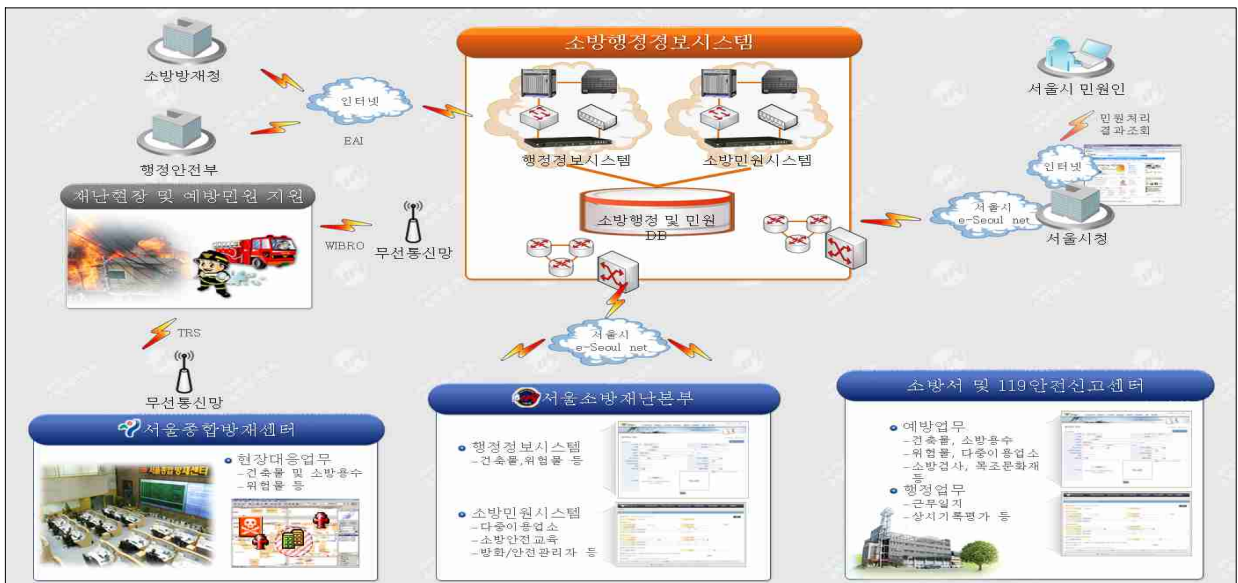 소방행정정보시스템
소방방재청
인터넷
EAI
행정안전부
행정정보시스템
소방민원시스템
소방행정 및 민원
DB
서울시 민원인
민원처리
결과조회
인터넷
서울시
e-Seoul net
서울시청
재난현장 및 예방민원 지원
WIBRO
무선통신망
TRS
무선통신망
서울시
e-Seoul net
서울종합방재센터
서울종합방재센터
현장대응업무
-건축물 및 소방용수
-위험물 등
서울소방재난본부
행정정보시스템
-건축물,위험물 등
소방민원시스템
-다중이용업소
-소방안전교육
-방화/안전관리자 등
소방서 및 119안전신고센터
예방업무
-건축물, 소방용수
-위험물, 다중이용업소
-소방검사, 목조문화재
등
행정업무
-근무일지
-상시기록평가 등